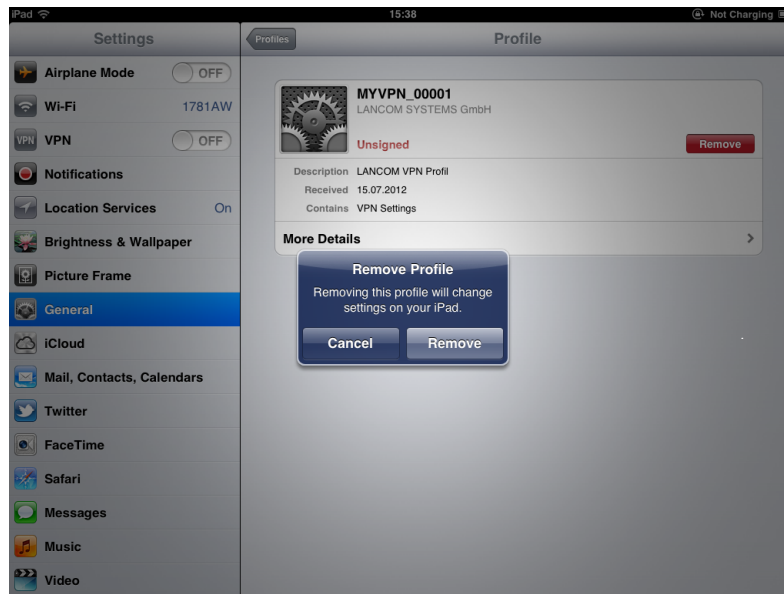 iPad
15:38
Not Charging
Settings
Profiles
Profile
Airplane Mode
OFF
Wi-Fi
1781AW
VPN
VPN
OFF
Notifications
Location Services
On
Brightness & Wallpaper
Picture Frame
General
iCloud
Mail, Contacts, Calendars
Twitter
FaceTime
Safari
Messages
Music
Video
MYVPN_00001
LANCOM SYSTEMS GmbH
Unsigned
Remove
Description LANCOM VPN Profil
Received 15.07.2012
Contains VPN Settings
More Details
Remove Profile
Removing this profile will change
settings on your iPad.
Cancel
Remove